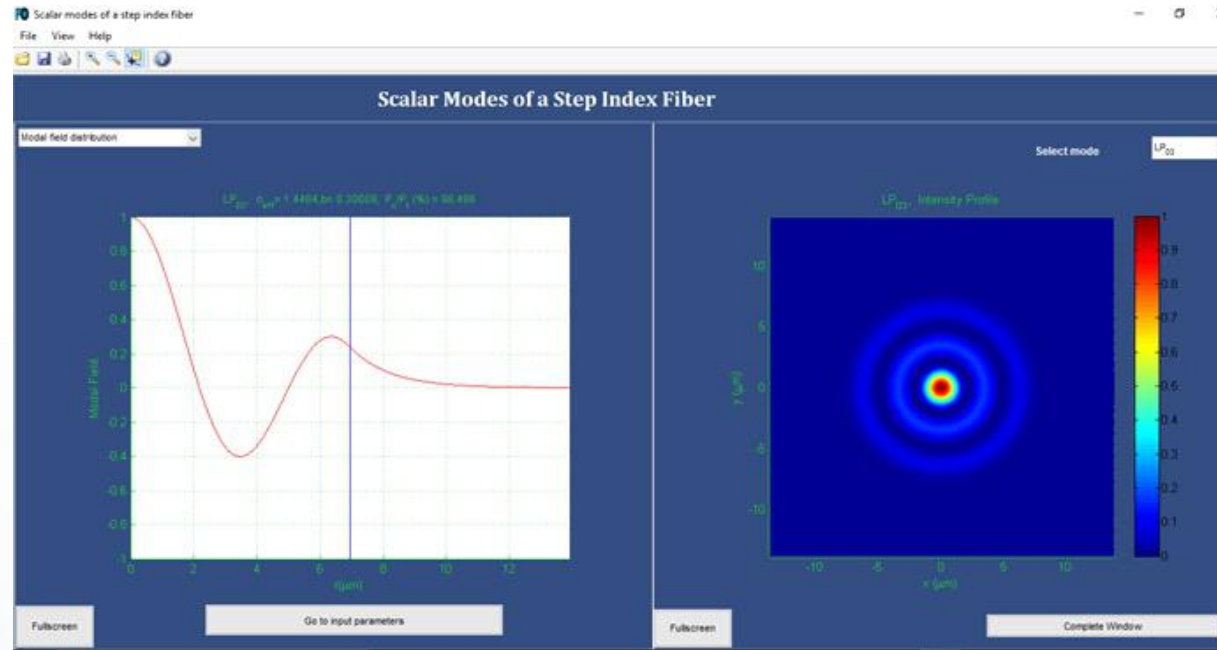 Scalar modes of a step index fiber
File View Help
Scalar Modes of a Step Index Fiber
Modal field distribution
Select mode
LP03
LP03, Intensity Profile
1
0.8
0.6
0.4
0.2
0
-0.2
-0.4
-0.6
-0.8
-1
Modal Field
0 2 4 6 8 10 12
r(μm)
10
5
0
-5
-10
y (μm)
-10 -5 0 5 10
x (μm)
1
0.9
0.8
0.7
0.6
0.5
0.4
0.3
0.2
0.1
0
Fullscreen
Go to input parameters
Fullscreen
Complete Window